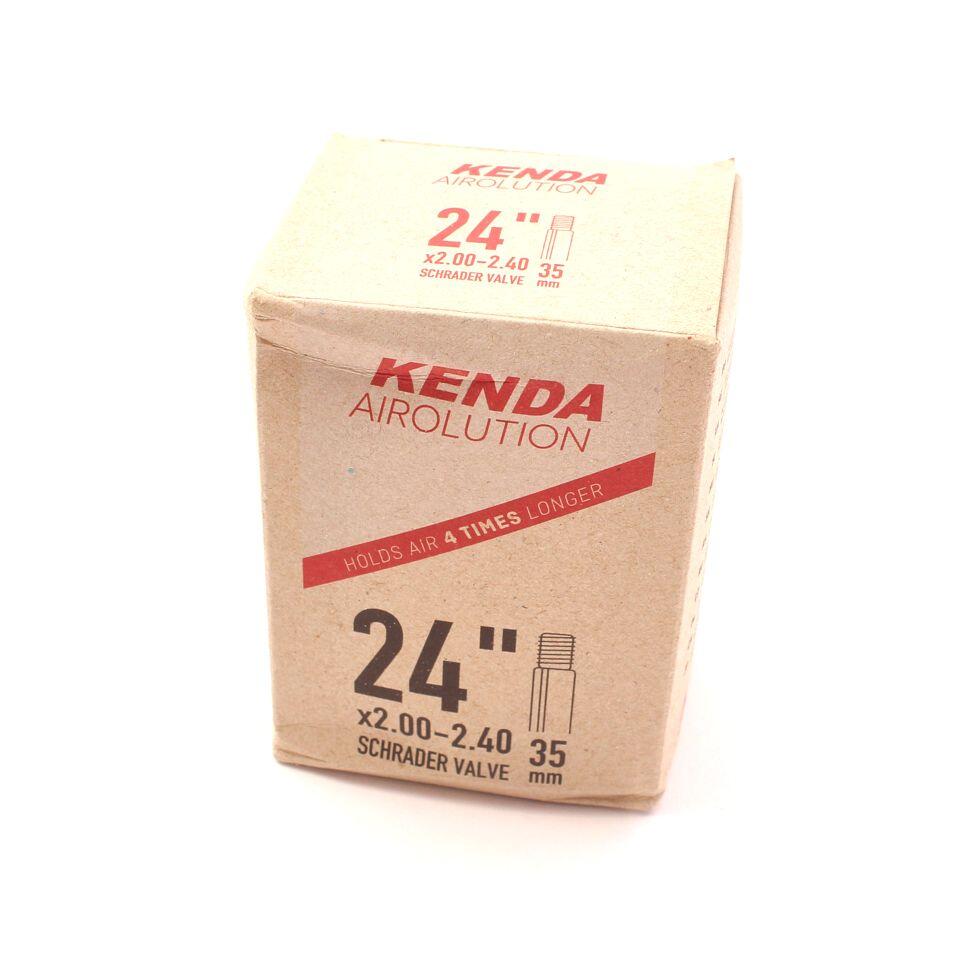 KENDA
AIROLUTION
24"
x2.00-2.40
SCHRADER VALVE
35
mm
KENDA
AIROLUTION
HOLDS AIR 4 TIMES LONGER
24"
x2.00-2.40
SCHRADER VALVE
35
mm